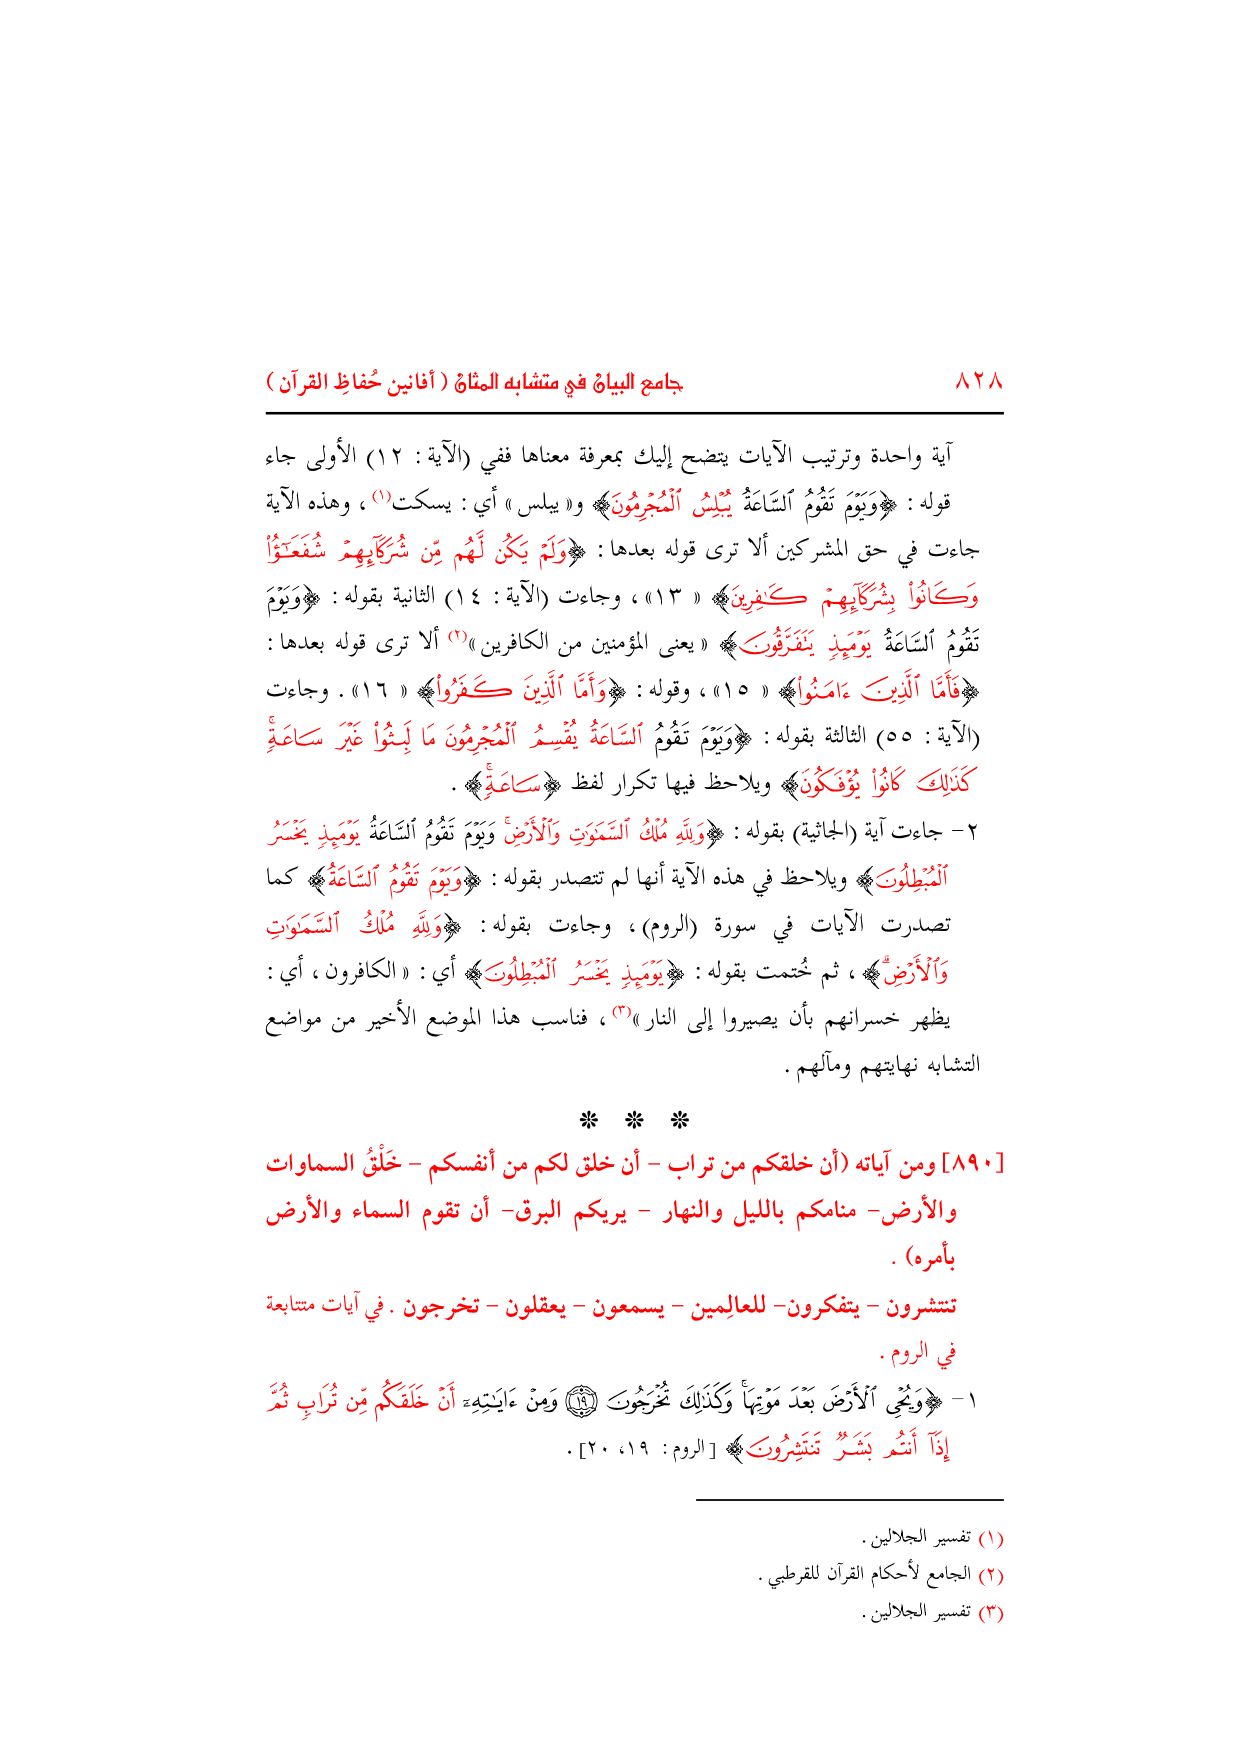 ٨٢٨ جامع البيان في متشابه المثان ( أفانين حُفاظِ القرآن )
آية واحدة وترتيب الآيات يتضح إليك بمعرفة معناها ففي (الآية : ١٢) الأولى جاء
قوله : ﴿وَيَوْمَ تَقُومُ ٱلسَّاعَةُ يُبْلِسُ ٱلْمُجْرِمُونَ﴾ و« يبلس » أي : يسكت(١) ، وهذه الآية
جاءت في حق المشركين ألا ترى قوله بعدها : ﴿وَلَمْ يَكُن لَّهُم مِّن شُرَكَآئِهِمْ شُفَعَٰٓؤُاْ
وَكَانُواْ بِشُرَكَآئِهِمْ كَٰفِرِينَ﴾ « ١٣» ، وجاءت (الآية : ١٤) الثانية بقوله : ﴿وَيَوْمَ
تَقُومُ ٱلسَّاعَةُ يَوْمَئِذٍ يَتَفَرَّقُونَ﴾ « يعنى المؤمنين من الكافرين »(٢) ألا ترى قوله بعدها :
﴿فَأَمَّا ٱلَّذِينَ ءَامَنُواْ﴾ « ١٥» ، وقوله : ﴿وَأَمَّا ٱلَّذِينَ كَفَرُواْ﴾ « ١٦» . وجاءت
(الآية : ٥٥) الثالثة بقوله : ﴿وَيَوْمَ تَقُومُ ٱلسَّاعَةُ يُقْسِمُ ٱلْمُجْرِمُونَ مَا لَبِثُواْ غَيْرَ سَاعَةٍۚ
كَذَٰلِكَ كَانُواْ يُؤْفَكُونَ﴾ ويلاحظ فيها تكرار لفظ ﴿سَاعَةٍۚ﴾ .
٢- جاءت آية (الجاثية) بقوله : ﴿وَلِلَّهِ مُلْكُ ٱلسَّمَٰوَٰتِ وَٱلْأَرْضِۚ وَيَوْمَ تَقُومُ ٱلسَّاعَةُ يَوْمَئِذٍ يَخْسَرُ
ٱلْمُبْطِلُونَ﴾ ويلاحظ في هذه الآية أنها لم تتصدر بقوله : ﴿وَيَوْمَ تَقُومُ ٱلسَّاعَةُ﴾ كما
تصدرت الآيات في سورة (الروم) ، وجاءت بقوله : ﴿وَلِلَّهِ مُلْكُ ٱلسَّمَٰوَٰتِ
وَٱلْأَرْضِۗ﴾ ، ثم خُتمت بقوله : ﴿يَوْمَئِذٍ يَخْسَرُ ٱلْمُبْطِلُونَ﴾ أي : « الكافرون ، أي :
يظهر خسرانهم بأن يصيروا إلى النار »(٣) ، فناسب هذا الموضع الأخير من مواضع
التشابه نهايتهم ومآلهم .
* * *
[٨٩٠] ومن آياته (أن خلقكم من تراب – أن خلق لكم من أنفسكم – خَلْقُ السماوات
والأرض– منامكم بالليل والنهار – يريكم البرق– أن تقوم السماء والأرض
بأمره) .
تنتشرون – يتفكرون– للعالِمين – يسمعون – يعقلون – تخرجون . في آيات متتابعة
في الروم .
١- ﴿وَيُحْيِ ٱلْأَرْضَ بَعْدَ مَوْتِهَاۚ وَكَذَٰلِكَ تُخْرَجُونَ ۝١٩ وَمِنْ ءَايَٰتِهِۦٓ أَنْ خَلَقَكُم مِّن تُرَابٍ ثُمَّ
إِذَآ أَنتُم بَشَرٌ تَنتَشِرُونَ﴾ [الروم : ١٩، ٢٠] .
(١) تفسير الجلالين .
(٢) الجامع لأحكام القرآن للقرطبي .
(٣) تفسير الجلالين .